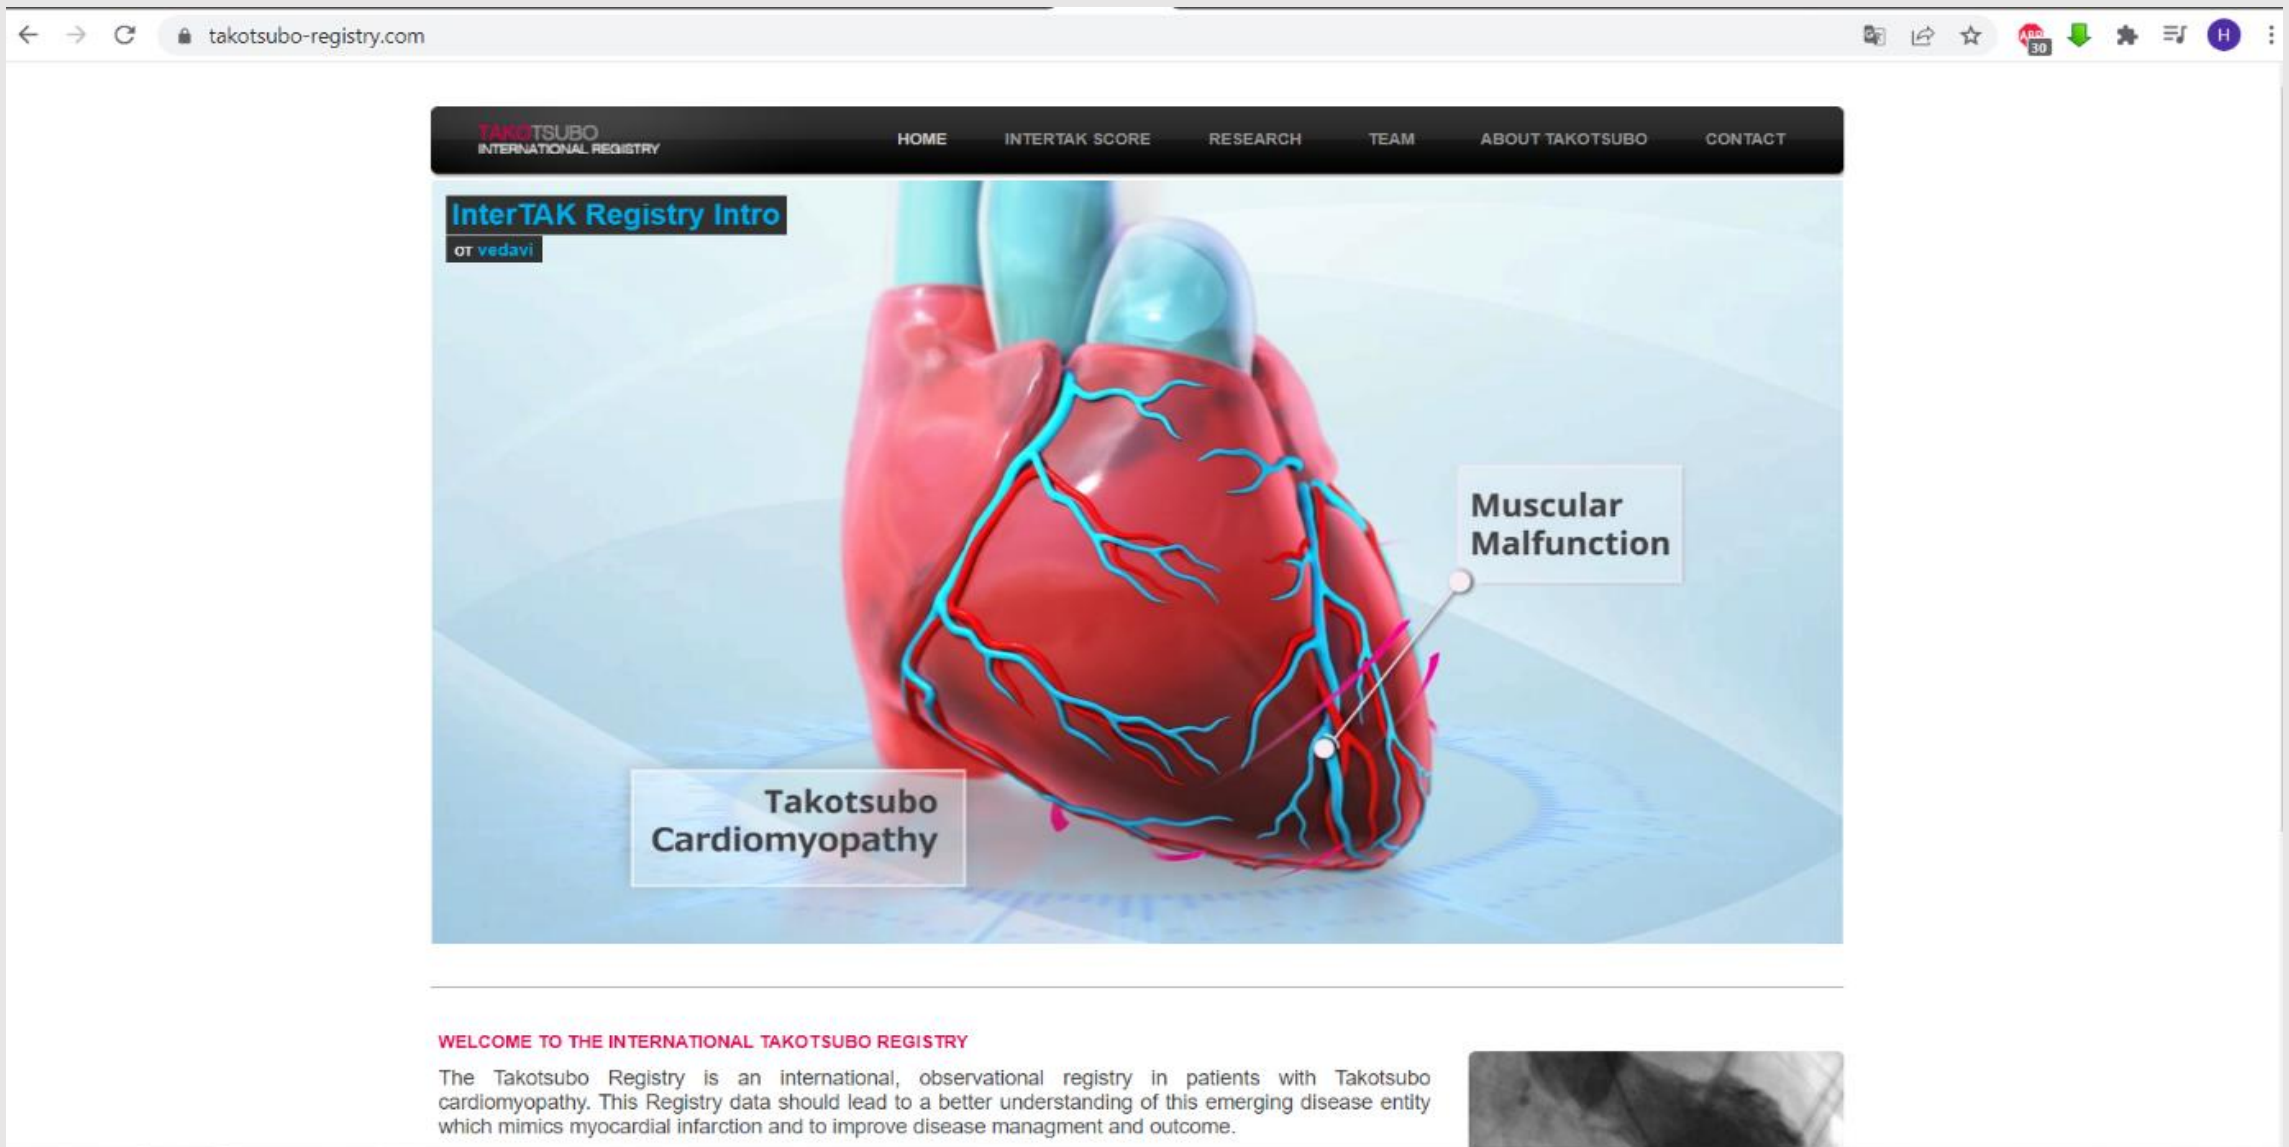 takotsubo-registry.com
ABP
30
H
TAKOTSUBO
INTERNATIONAL REGISTRY
HOME INTERTAK SCORE RESEARCH TEAM ABOUT TAKOTSUBO CONTACT
InterTAK Registry Intro
от vedavi
Muscular
Malfunction
Takotsubo
Cardiomyopathy
WELCOME TO THE INTERNATIONAL TAKOTSUBO REGISTRY
The Takotsubo Registry is an international, observational registry in patients with Takotsubo
cardiomyopathy. This Registry data should lead to a better understanding of this emerging disease entity
which mimics myocardial infarction and to improve disease managment and outcome.